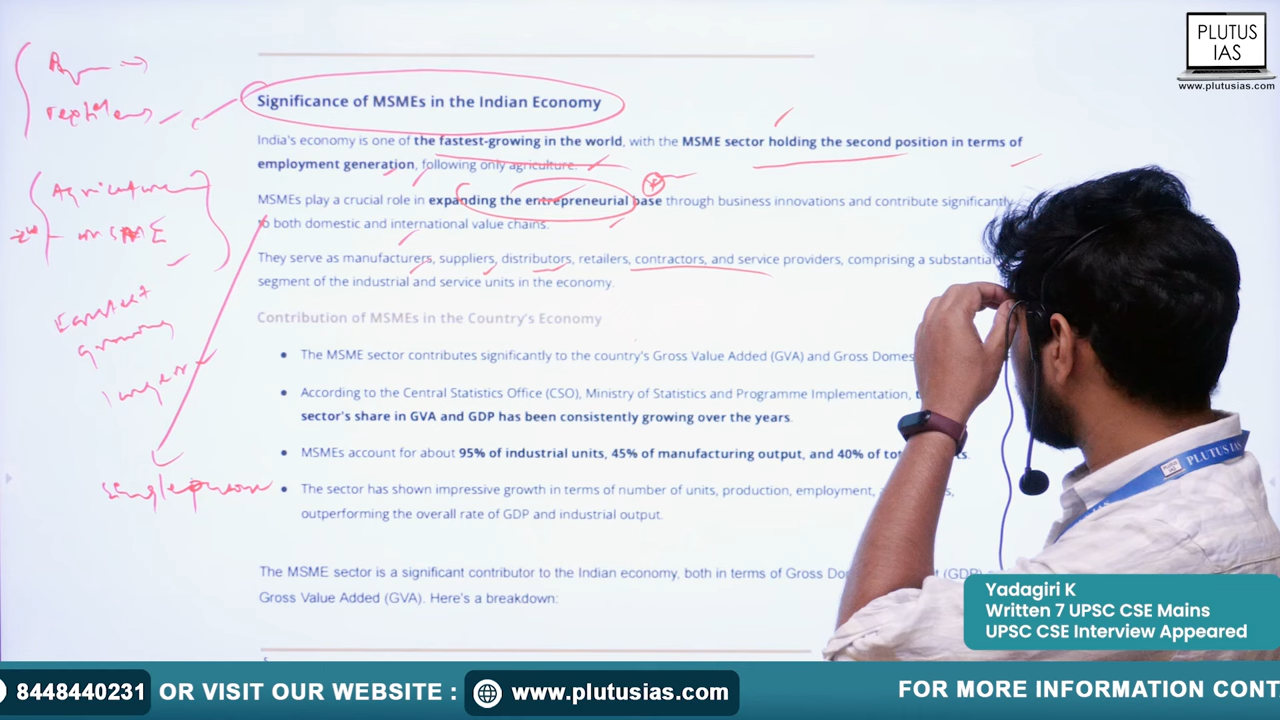 PLUTUS
IAS
www.plutusias.com
Significance of MSMEs in the Indian Economy
India's economy is one of the fastest-growing in the world, with the MSME sector holding the second position in terms of
employment generation, following only agriculture.
MSMEs play a crucial role in expanding the entrepreneurial base through business innovations and contribute significantly
to both domestic and international value chains.
They serve as manufacturers, suppliers, distributors, retailers, contractors, and service providers, comprising a substantial
segment of the industrial and service units in the economy.
Contribution of MSMEs in the Country's Economy
• The MSME sector contributes significantly to the country's Gross Value Added (GVA) and Gross Domes
• According to the Central Statistics Office (CSO), Ministry of Statistics and Programme Implementation,
sector's share in GVA and GDP has been consistently growing over the years.
• MSMEs account for about 95% of industrial units, 45% of manufacturing output, and 40% of
• The sector has shown impressive growth in terms of number of units, production, employment,
outperforming the overall rate of GDP and industrial output.
The MSME sector is a significant contributor to the Indian economy, both in terms of Gross (GDP)
Gross Value Added (GVA). Here's a breakdown:
Agriculture
MSME
growing
PLUTUS IAS
Yadagiri K
Written 7 UPSC CSE Mains
UPSC CSE Interview Appeared
8448440231 OR VISIT OUR WEBSITE : www.plutusias.com FOR MORE INFORMATION CONT